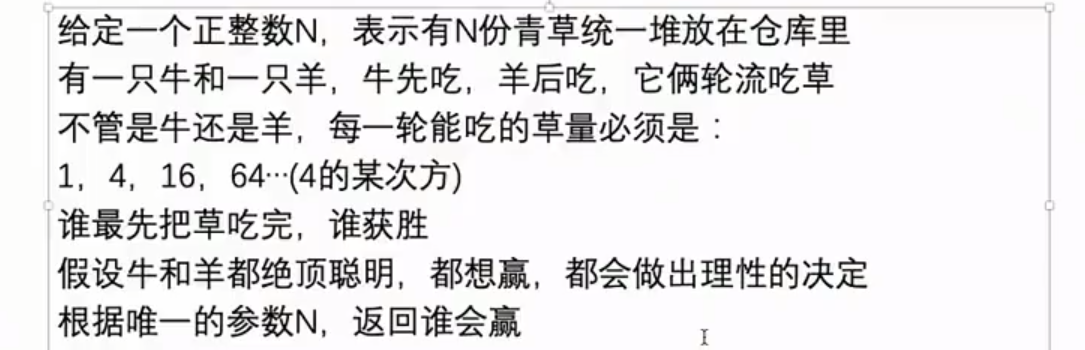 给定一个正整数N，表示有N份青草统一堆放在仓库里
有一只牛和一只羊，牛先吃，羊后吃，它俩轮流吃草
不管是牛还是羊，每一轮能吃的草量必须是：
1，4，16，64…(4的某次方)
谁最先把草吃完，谁获胜
假设牛和羊都绝顶聪明，都想赢，都会做出理性的决定
根据唯一的参数N，返回谁会赢